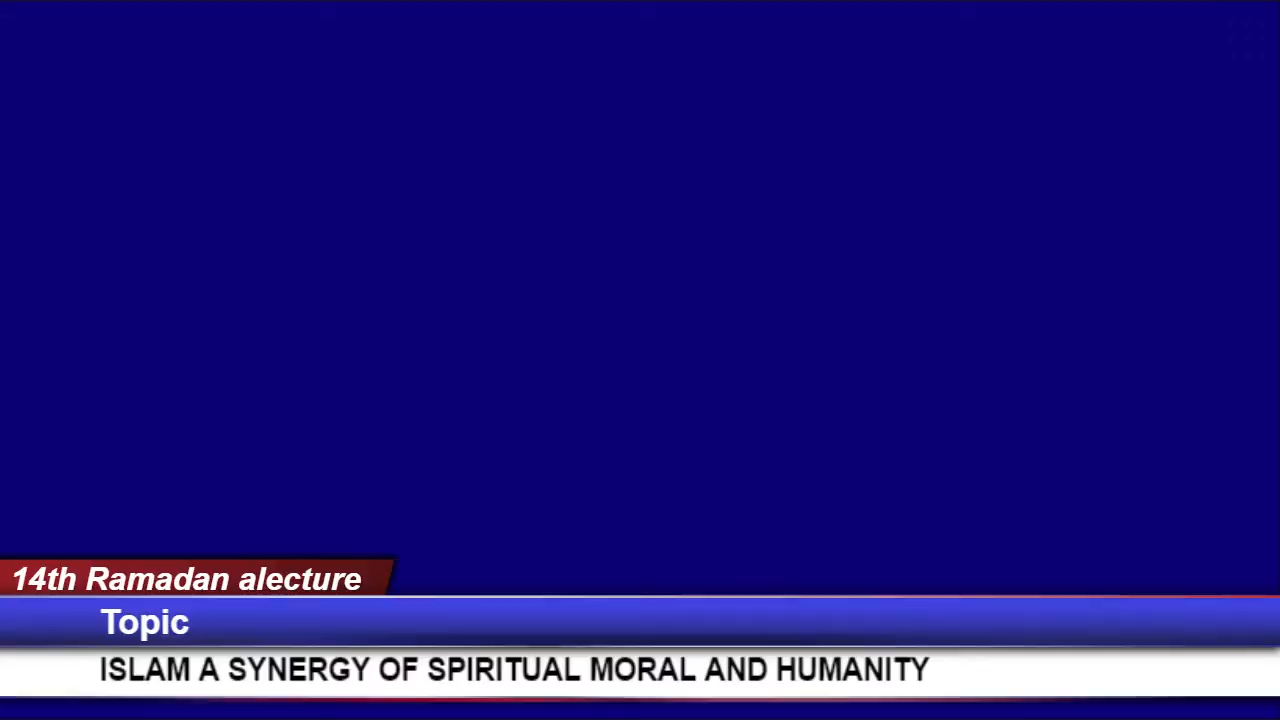 14th Ramadan alecture
Topic
ISLAM A SYNERGY OF SPIRITUAL MORAL AND HUMANITY